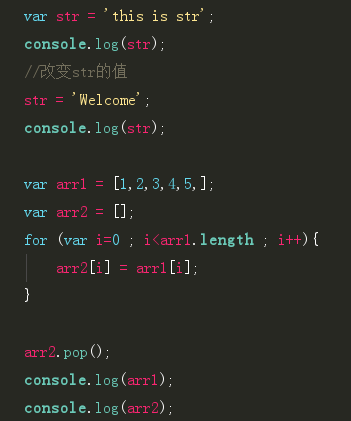 var str = 'this is str';
console.log(str);
//改变str的值
str = 'Welcome';
console.log(str);
var arr1 = [1,2,3,4,5,];
var arr2 = [];
for (var i=0 ; i<arr1.length ; i++){
arr2[i] = arr1[i];
}
arr2.pop();
console.log(arr1);
console.log(arr2);